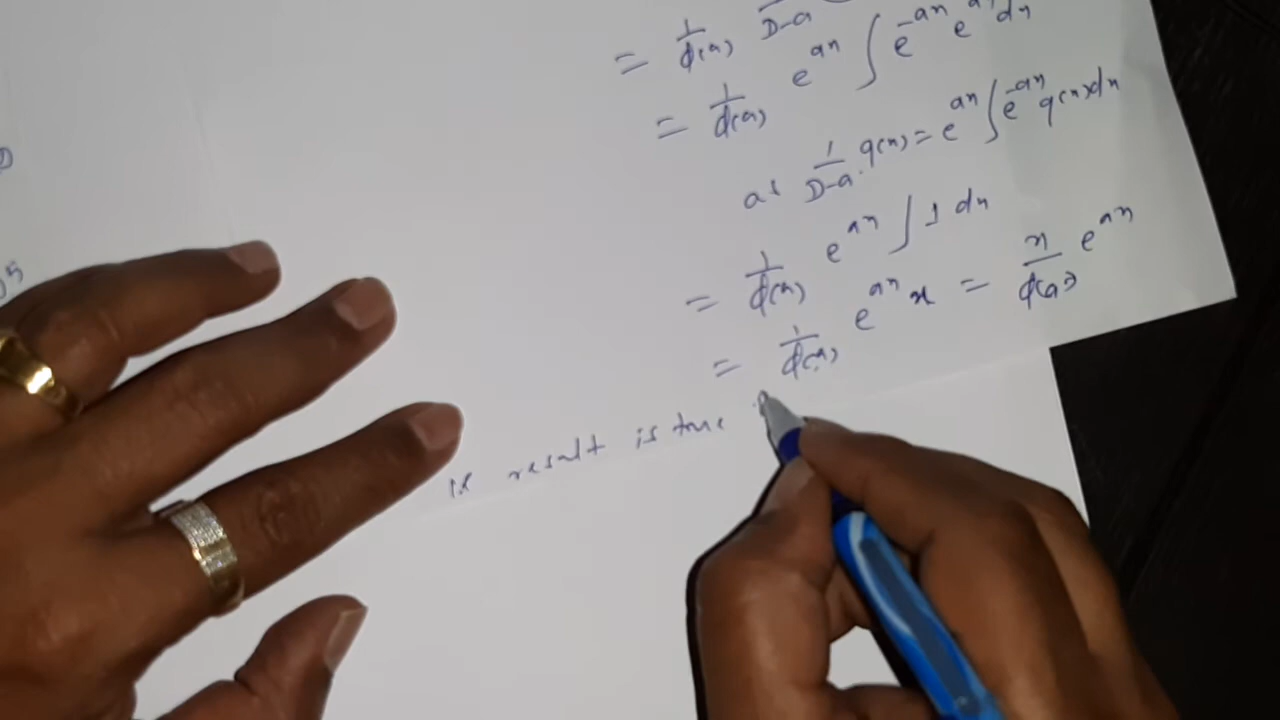 = 1/ϕ(a) 1/D-a
= 1/ϕ(a) e^ax ∫ e^-ax e^ax dx
as 1/D-a . q(x) = e^ax ∫ e^-ax q(x) dx
= 1/ϕ(a) e^ax ∫ 1 dx
= 1/ϕ(a) e^ax x = x/ϕ(a) e^ax
result is true